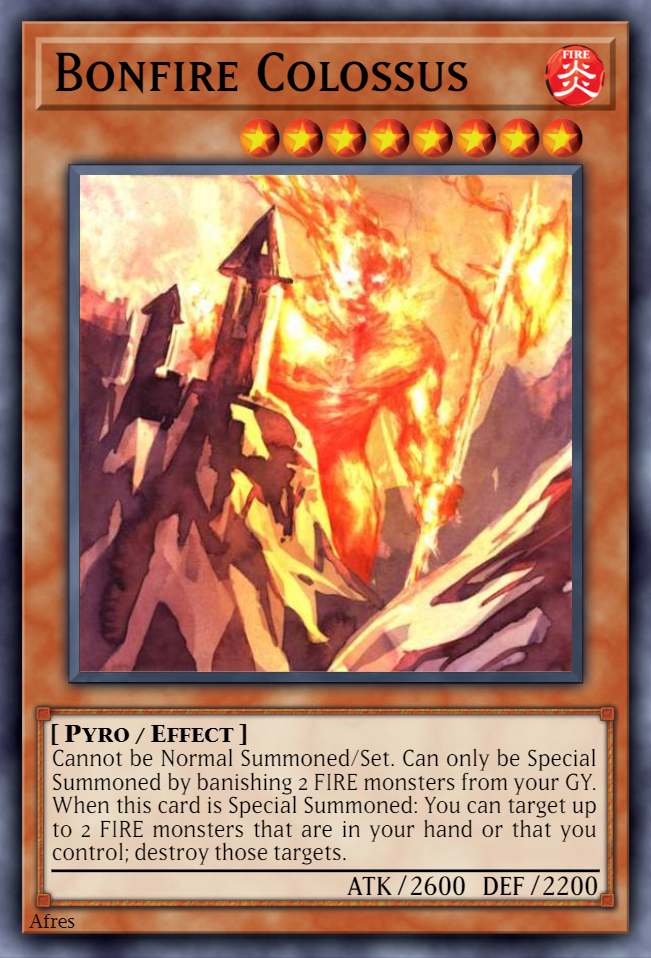 Bonfire Colossus
FIRE
炎
[ Pyro / Effect ]
Cannot be Normal Summoned/Set. Can only be Special
Summoned by banishing 2 FIRE monsters from your GY.
When this card is Special Summoned: You can target up
to 2 FIRE monsters that are in your hand or that you
control; destroy those targets.
ATK / 2600 DEF / 2200
Afres